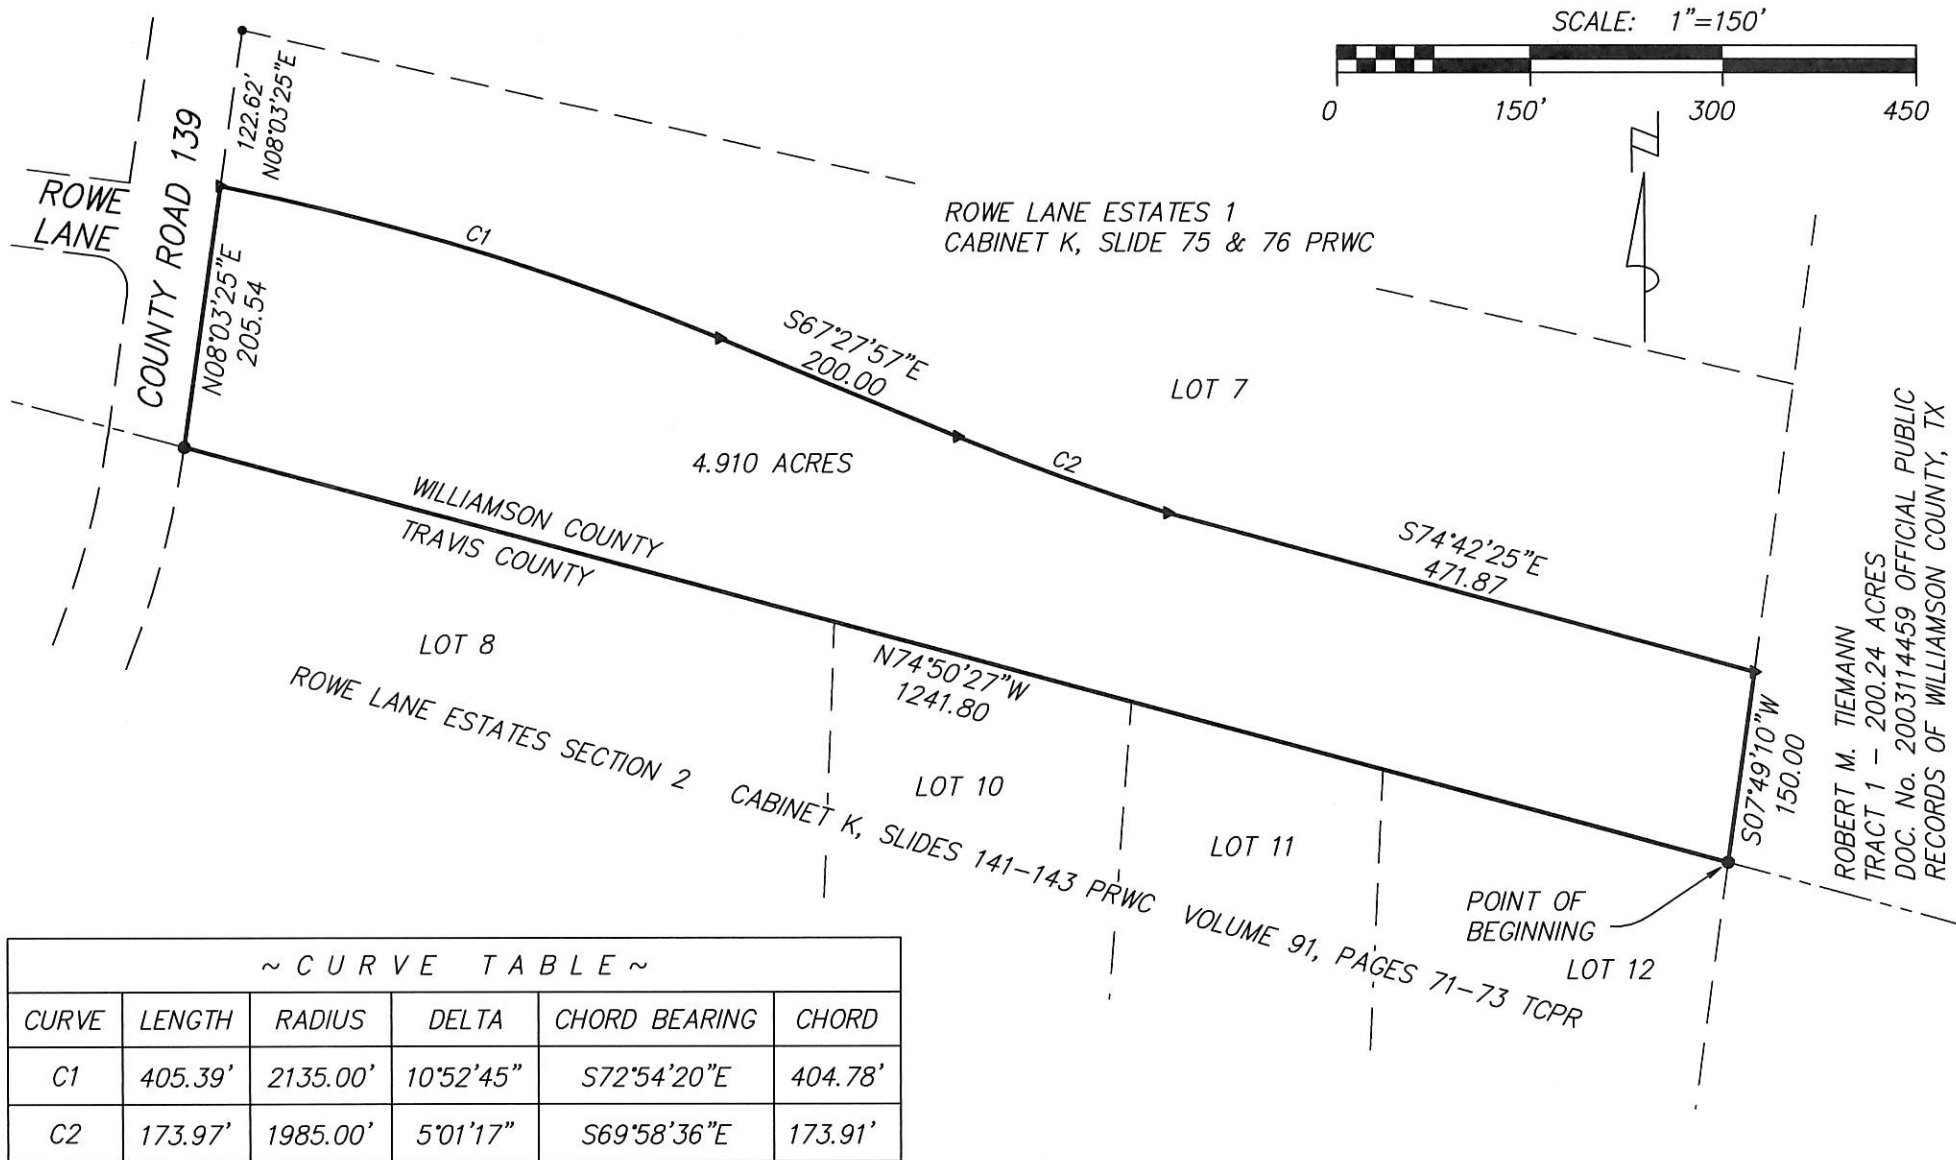 SCALE: 1"=150'
0 150' 300 450
122.62'
N08°03'25"E
COUNTY ROAD 139
ROWE
LANE
N08°03'25"E
205.54
C1
ROWE LANE ESTATES 1
CABINET K, SLIDE 75 & 76 PRWC
N
S67°27'57"E
200.00
LOT 7
C2
4.910 ACRES
S74°42'25"E
471.87
WILLIAMSON COUNTY
TRAVIS COUNTY
N74°50'27"W
1241.80
S07°49'10"W
150.00
ROBERT M. TIEMANN
TRACT 1 - 200.24 ACRES
DOC. No. 2003114459 OFFICIAL PUBLIC
RECORDS OF WILLIAMSON COUNTY, TX
LOT 8
LOT 10
LOT 11
LOT 12
POINT OF
BEGINNING
ROWE LANE ESTATES SECTION 2 CABINET K, SLIDES 141-143 PRWC VOLUME 91, PAGES 71-73 TCPR
~ CURVE TABLE ~
CURVE LENGTH RADIUS DELTA CHORD BEARING CHORD
C1 405.39' 2135.00' 10°52'45" S72°54'20"E 404.78'
C2 173.97' 1985.00' 5°01'17" S69°58'36"E 173.91'